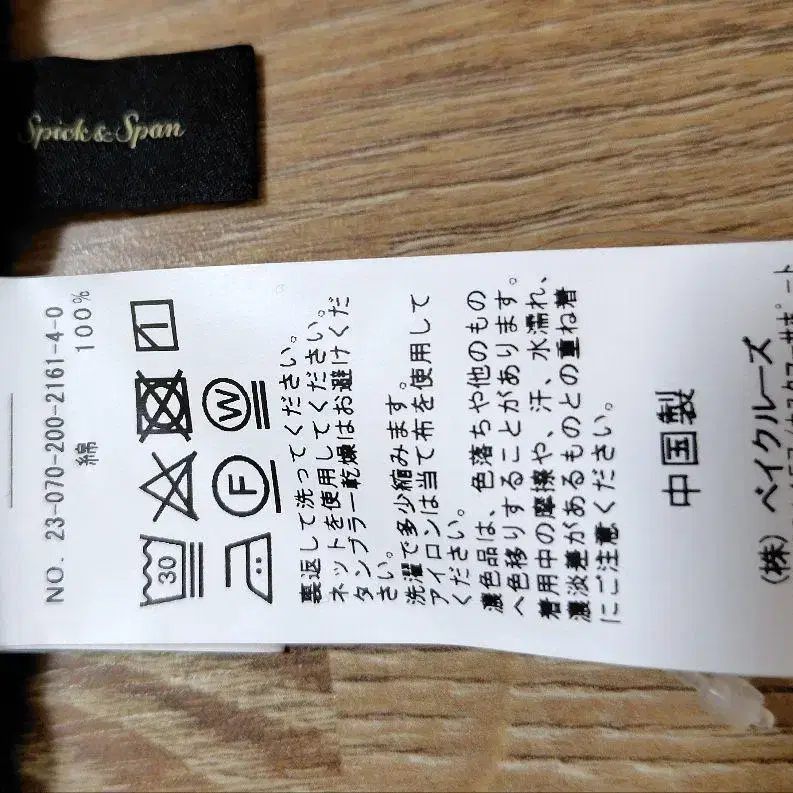 Spick & Span
NO. 23-070-200-2161-4-0
綿 100%
30
F W
裏返して洗ってください。
ネットを使用してください。
タンブラー乾燥はお避けくだ
さい。
洗濯で多少縮みます。
アイロンは当て布を使用して
ください。
濃色品は、色落ちや他のもの
へ色移りすることがあります。
着用中の摩擦や、汗、水濡れ、
濃淡差があるものとの重ね着
にご注意ください。
中国製
(株) ベイクルーズ